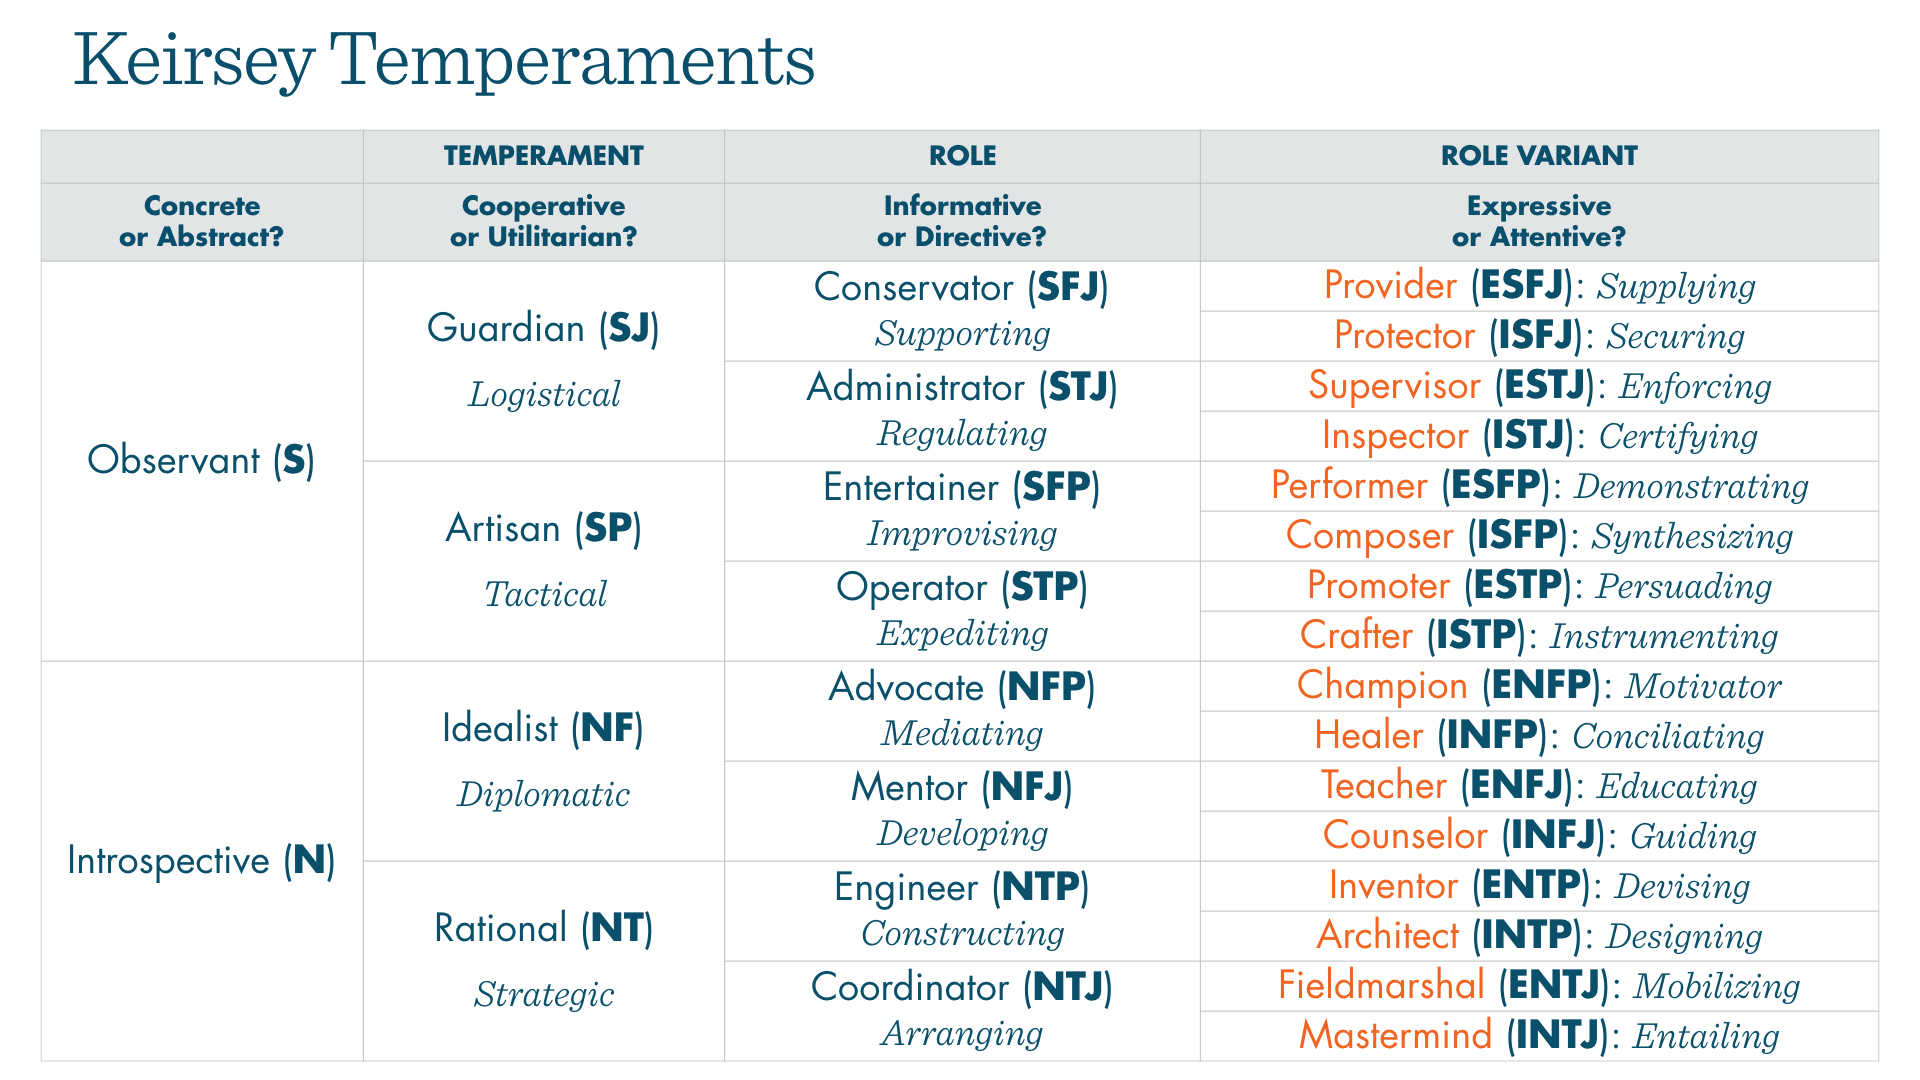 Keirsey Temperaments
TEMPERAMENT
ROLE
ROLE VARIANT
Concrete
or Abstract?
Cooperative
or Utilitarian?
Informative
or Directive?
Expressive
or Attentive?
Observant (S)
Guardian (SJ)
Logistical
Conservator (SFJ)
Supporting
Provider (ESFJ): Supplying
Protector (ISFJ): Securing
Administrator (STJ)
Regulating
Supervisor (ESTJ): Enforcing
Inspector (ISTJ): Certifying
Artisan (SP)
Tactical
Entertainer (SFP)
Improvising
Performer (ESFP): Demonstrating
Composer (ISFP): Synthesizing
Operator (STP)
Expediting
Promoter (ESTP): Persuading
Crafter (ISTP): Instrumenting
Introspective (N)
Idealist (NF)
Diplomatic
Advocate (NFP)
Mediating
Champion (ENFP): Motivator
Healer (INFP): Conciliating
Mentor (NFJ)
Developing
Teacher (ENFJ): Educating
Counselor (INFJ): Guiding
Rational (NT)
Strategic
Engineer (NTP)
Constructing
Inventor (ENTP): Devising
Architect (INTP): Designing
Coordinator (NTJ)
Arranging
Fieldmarshal (ENTJ): Mobilizing
Mastermind (INTJ): Entailing